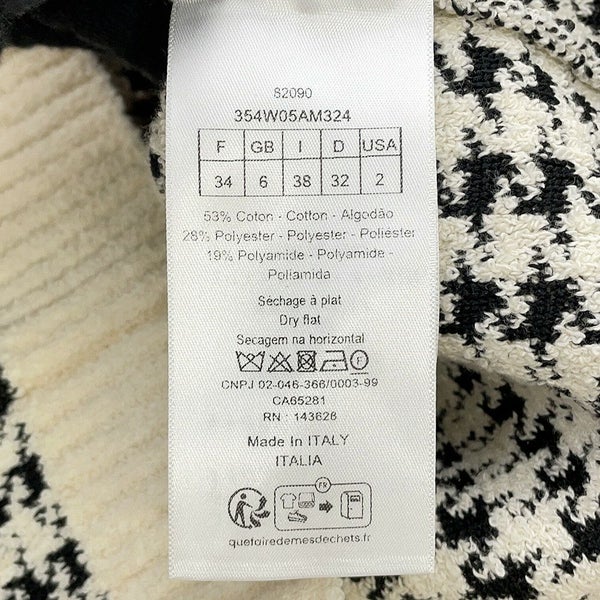 82090
354W05AM324
F GB I D USA
34 6 38 32 2
53% Coton - Cotton - Algodão
28% Polyester - Polyester - Poliéster
19% Polyamide - Polyamide -
Poliamida
Séchage à plat
Dry flat
Secagem na horizontal
F
CNPJ 02-046-366/0003-99
CA65281
RN : 143628
Made In ITALY
ITALIA
FR
quefairedemesdechets.fr